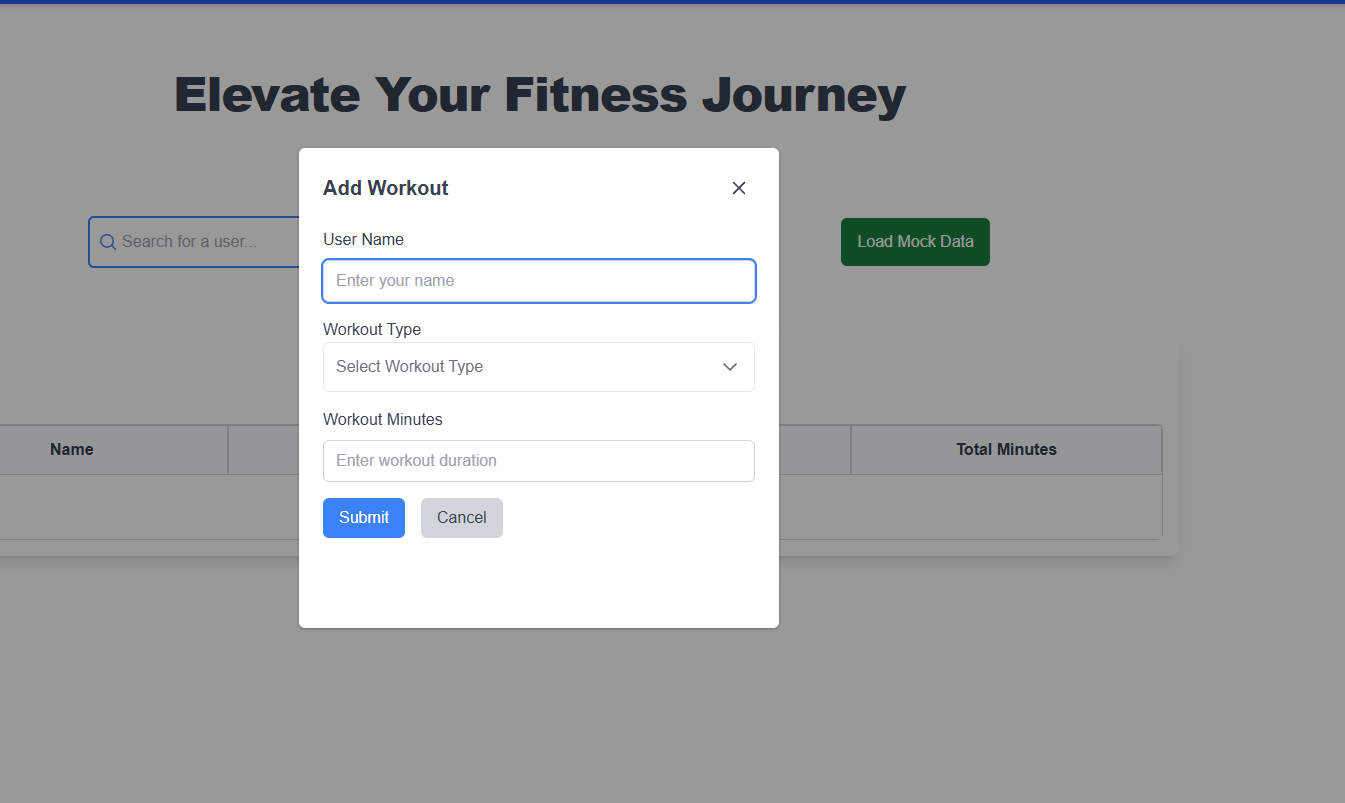 Elevate Your Fitness Journey
Add Workout
Search for a user...
Load Mock Data
User Name
Enter your name
Workout Type
Select Workout Type
Workout Minutes
Enter workout duration
Name
Total Minutes
Submit
Cancel